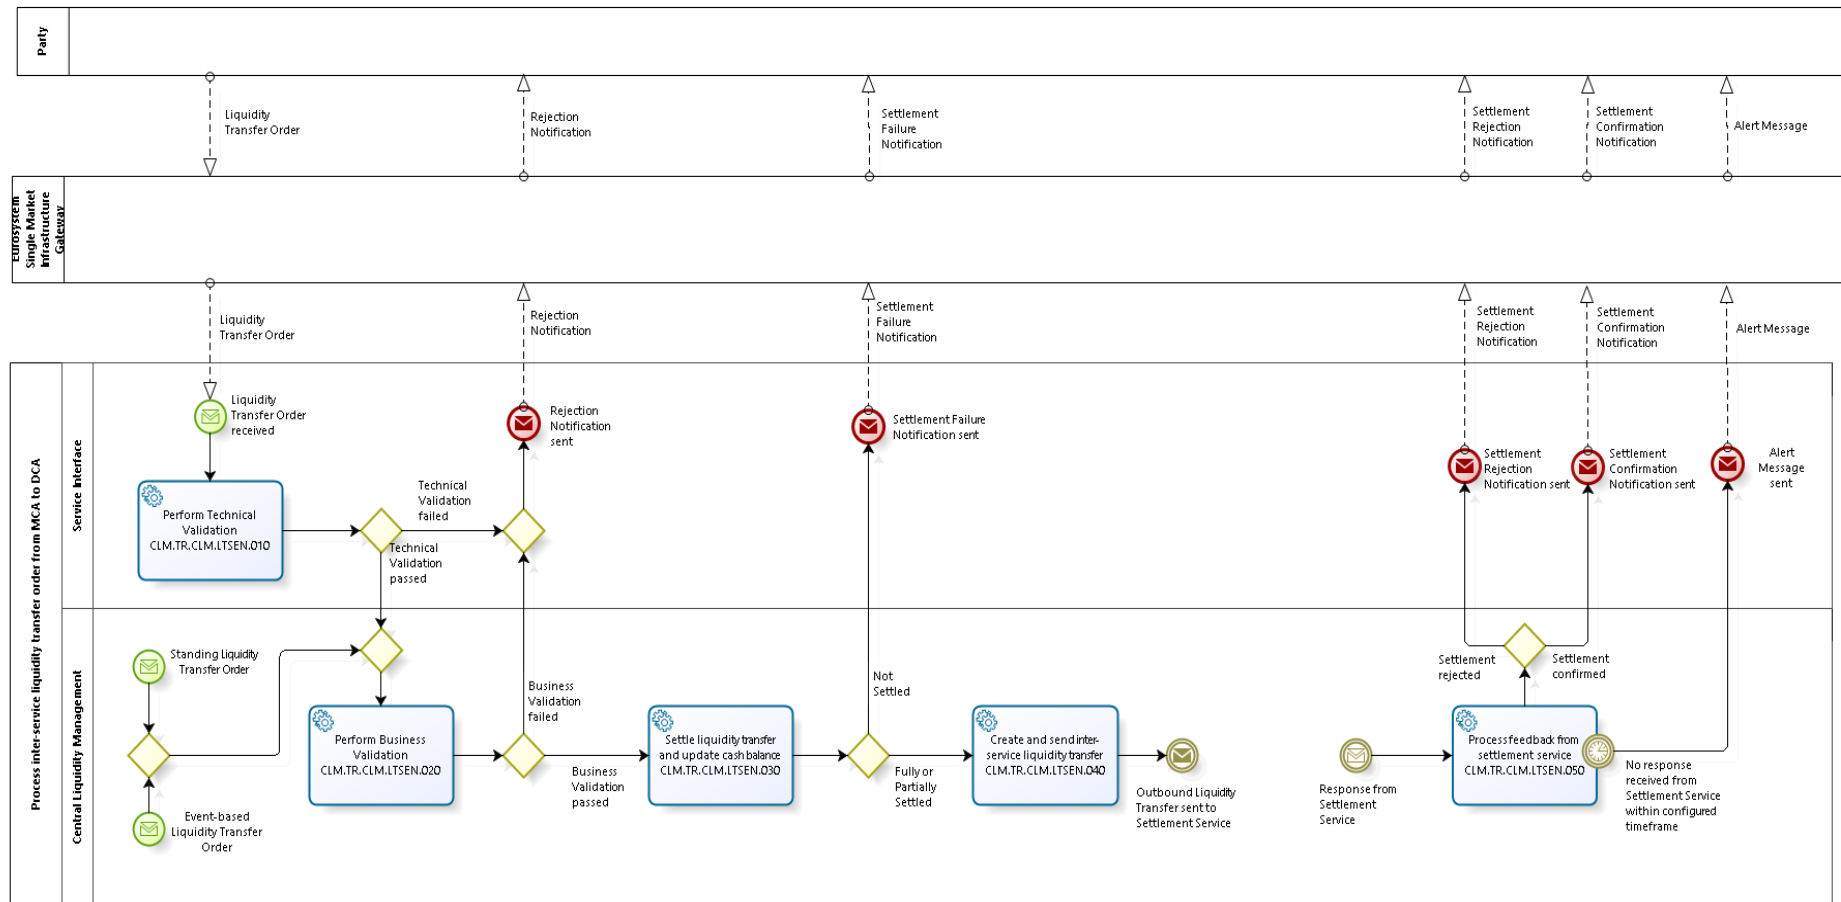 Party
Liquidity
Transfer Order
Rejection
Notification
Settlement
Failure
Notification
Settlement
Rejection
Notification
Settlement
Confirmation
Notification
Alert Message
Eurosystem
Single Market
Infrastructure
Gateway
Liquidity
Transfer Order
Rejection
Notification
Settlement
Failure
Notification
Settlement
Rejection
Notification
Settlement
Confirmation
Notification
Alert Message
Process inter-service liquidity transfer order from MCA to DCA
Service Interface
Liquidity
Transfer Order
received
Rejection
Notification
sent
Settlement Failure
Notification sent
Settlement
Rejection
Notification sent
Settlement
Confirmation
Notification sent
Alert
Message
sent
Perform Technical
Validation
CLM.TR.CLM.LTSEN.010
Technical
Validation
failed
Technical
Validation
passed
Central Liquidity Management
Standing Liquidity
Transfer Order
Event-based
Liquidity Transfer
Order
Perform Business
Validation
CLM.TR.CLM.LTSEN.020
Business
Validation
failed
Business
Validation
passed
Settle liquidity transfer
and update cash balance
CLM.TR.CLM.LTSEN.030
Not
Settled
Fully or
Partially
Settled
Create and send inter-
service liquidity transfer
CLM.TR.CLM.LTSEN.040
Outbound Liquidity
Transfer sent to
Settlement Service
Response from
Settlement
Service
Settlement
rejected
Settlement
confirmed
Process feedback from
settlement service
CLM.TR.CLM.LTSEN.050
No response
received from
Settlement Service
within configured
timeframe